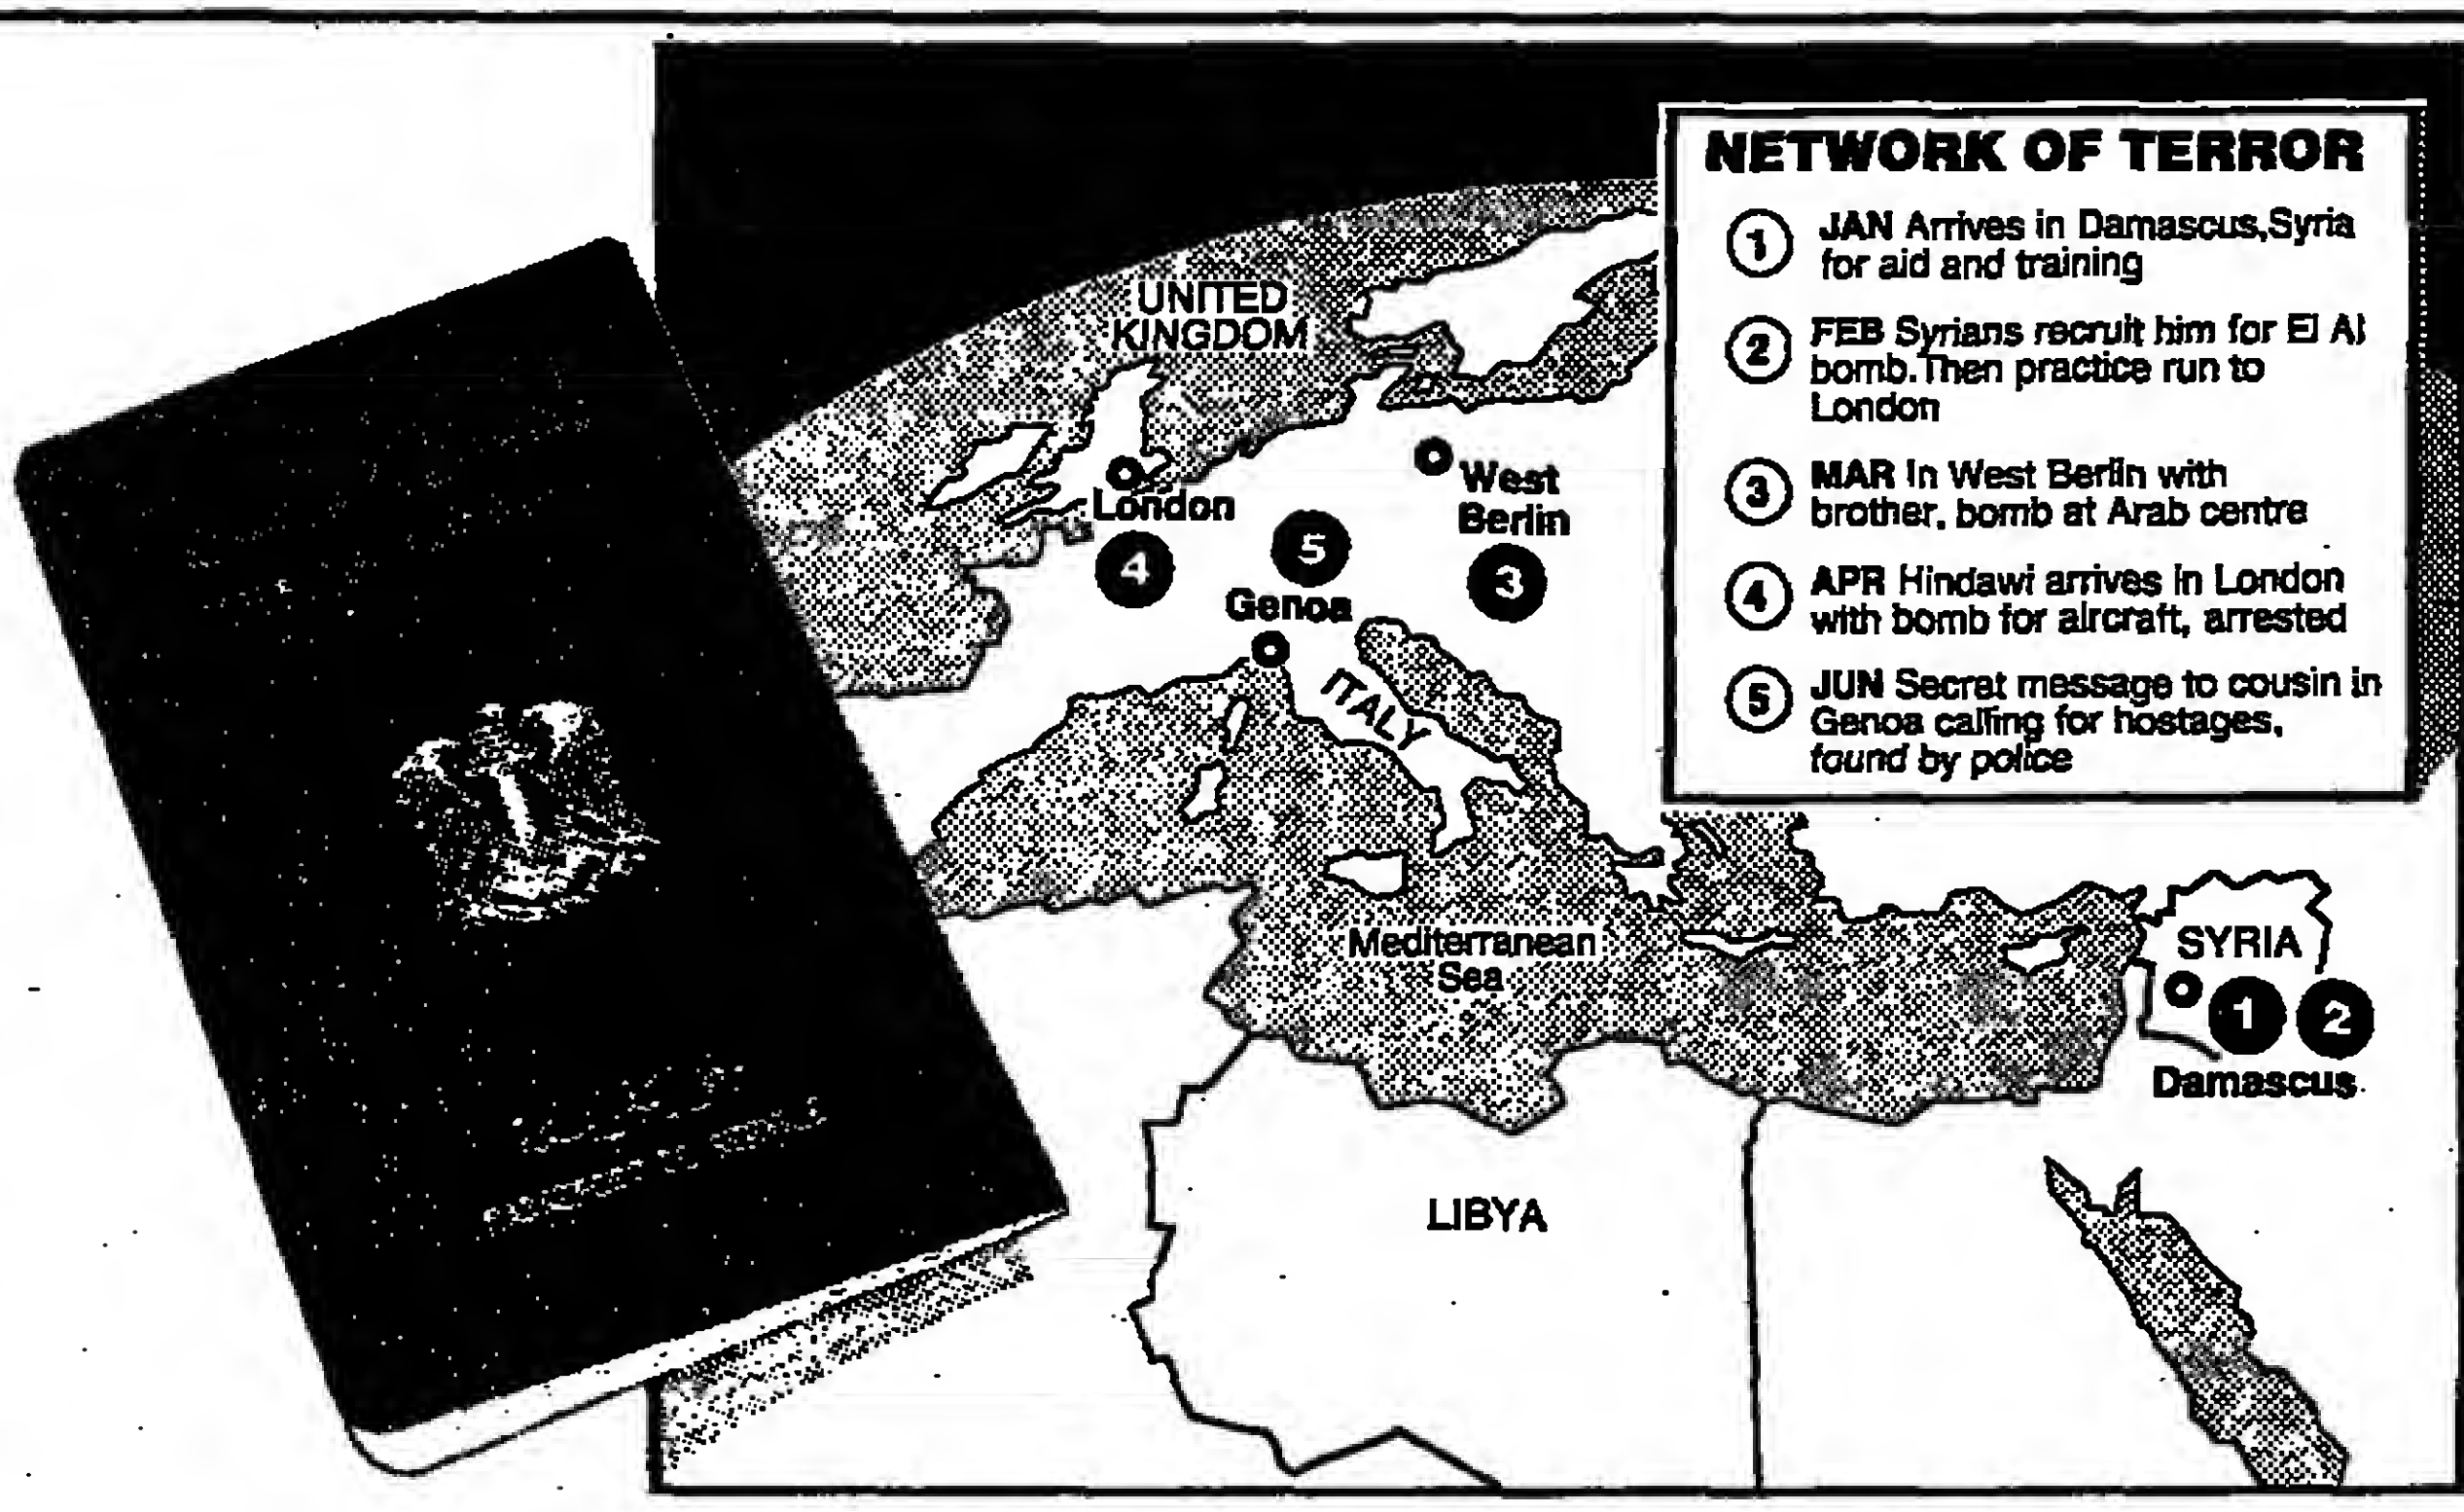 NETWORK OF TERROR
1 JAN Arrives in Damascus,Syria
for aid and training
2 FEB Syrians recruit him for El Al
bomb.Then practice run to
London
3 MAR In West Berlin with
brother, bomb at Arab centre
4 APR Hindawi arrives in London
with bomb for aircraft, arrested
5 JUN Secret message to cousin in
Genoa calling for hostages,
found by police
UNITED
KINGDOM
London
4
West
Berlin
3
5
Genoa
ITALY
Mediterranean
Sea
SYRIA
1 2
Damascus
LIBYA